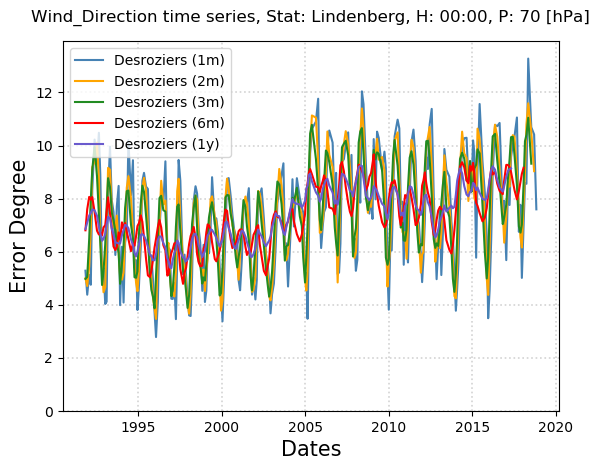 Wind_Direction time series, Stat: Lindenberg, H: 00:00, P: 70 [hPa]
Desroziers (1m)
Desroziers (2m)
Desroziers (3m)
Desroziers (6m)
Desroziers (1y)
Error Degree
12
10
8
6
4
2
0
1995 2000 2005 2010 2015 2020
Dates